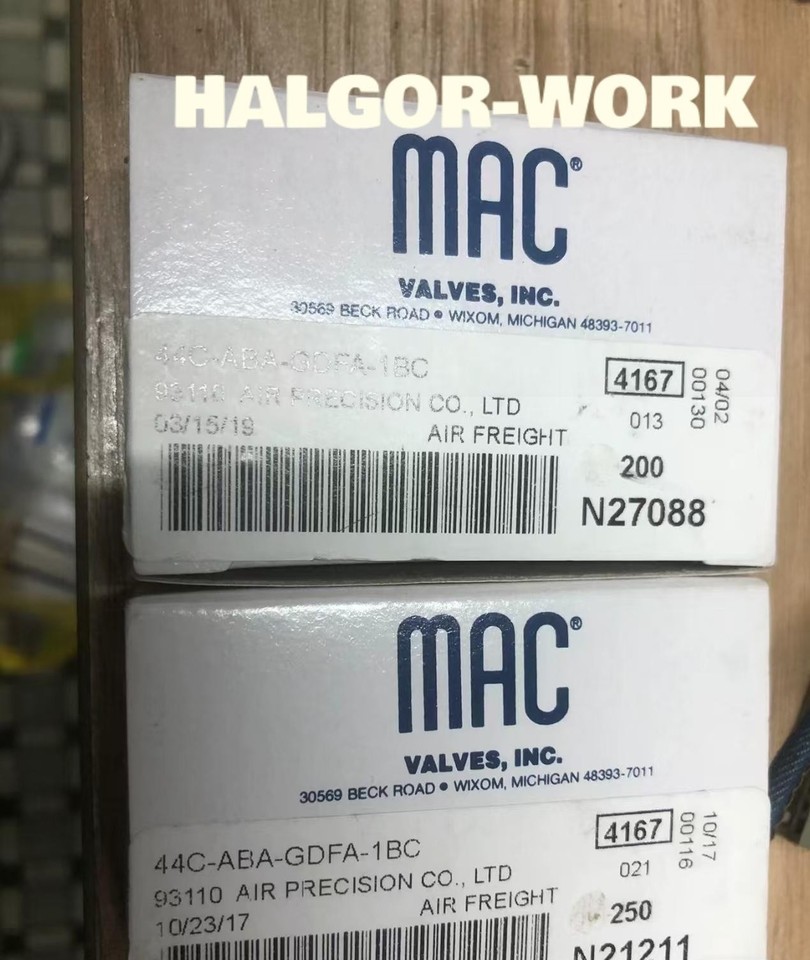 HALGOR-WORK
MAC®
VALVES, INC.
30569 BECK ROAD • WIXOM, MICHIGAN 48393-7011
44C-ABA-GDFA-1BC
93110 AIR PRECISION CO., LTD
03/15/19
AIR FREIGHT
4167
013
200
N27088
04/02
00130
MAC®
VALVES, INC.
30569 BECK ROAD • WIXOM, MICHIGAN 48393-7011
44C-ABA-GDFA-1BC
93110 AIR PRECISION CO., LTD
10/23/17
AIR FREIGHT
4167
021
250
N21211
10/17
00116